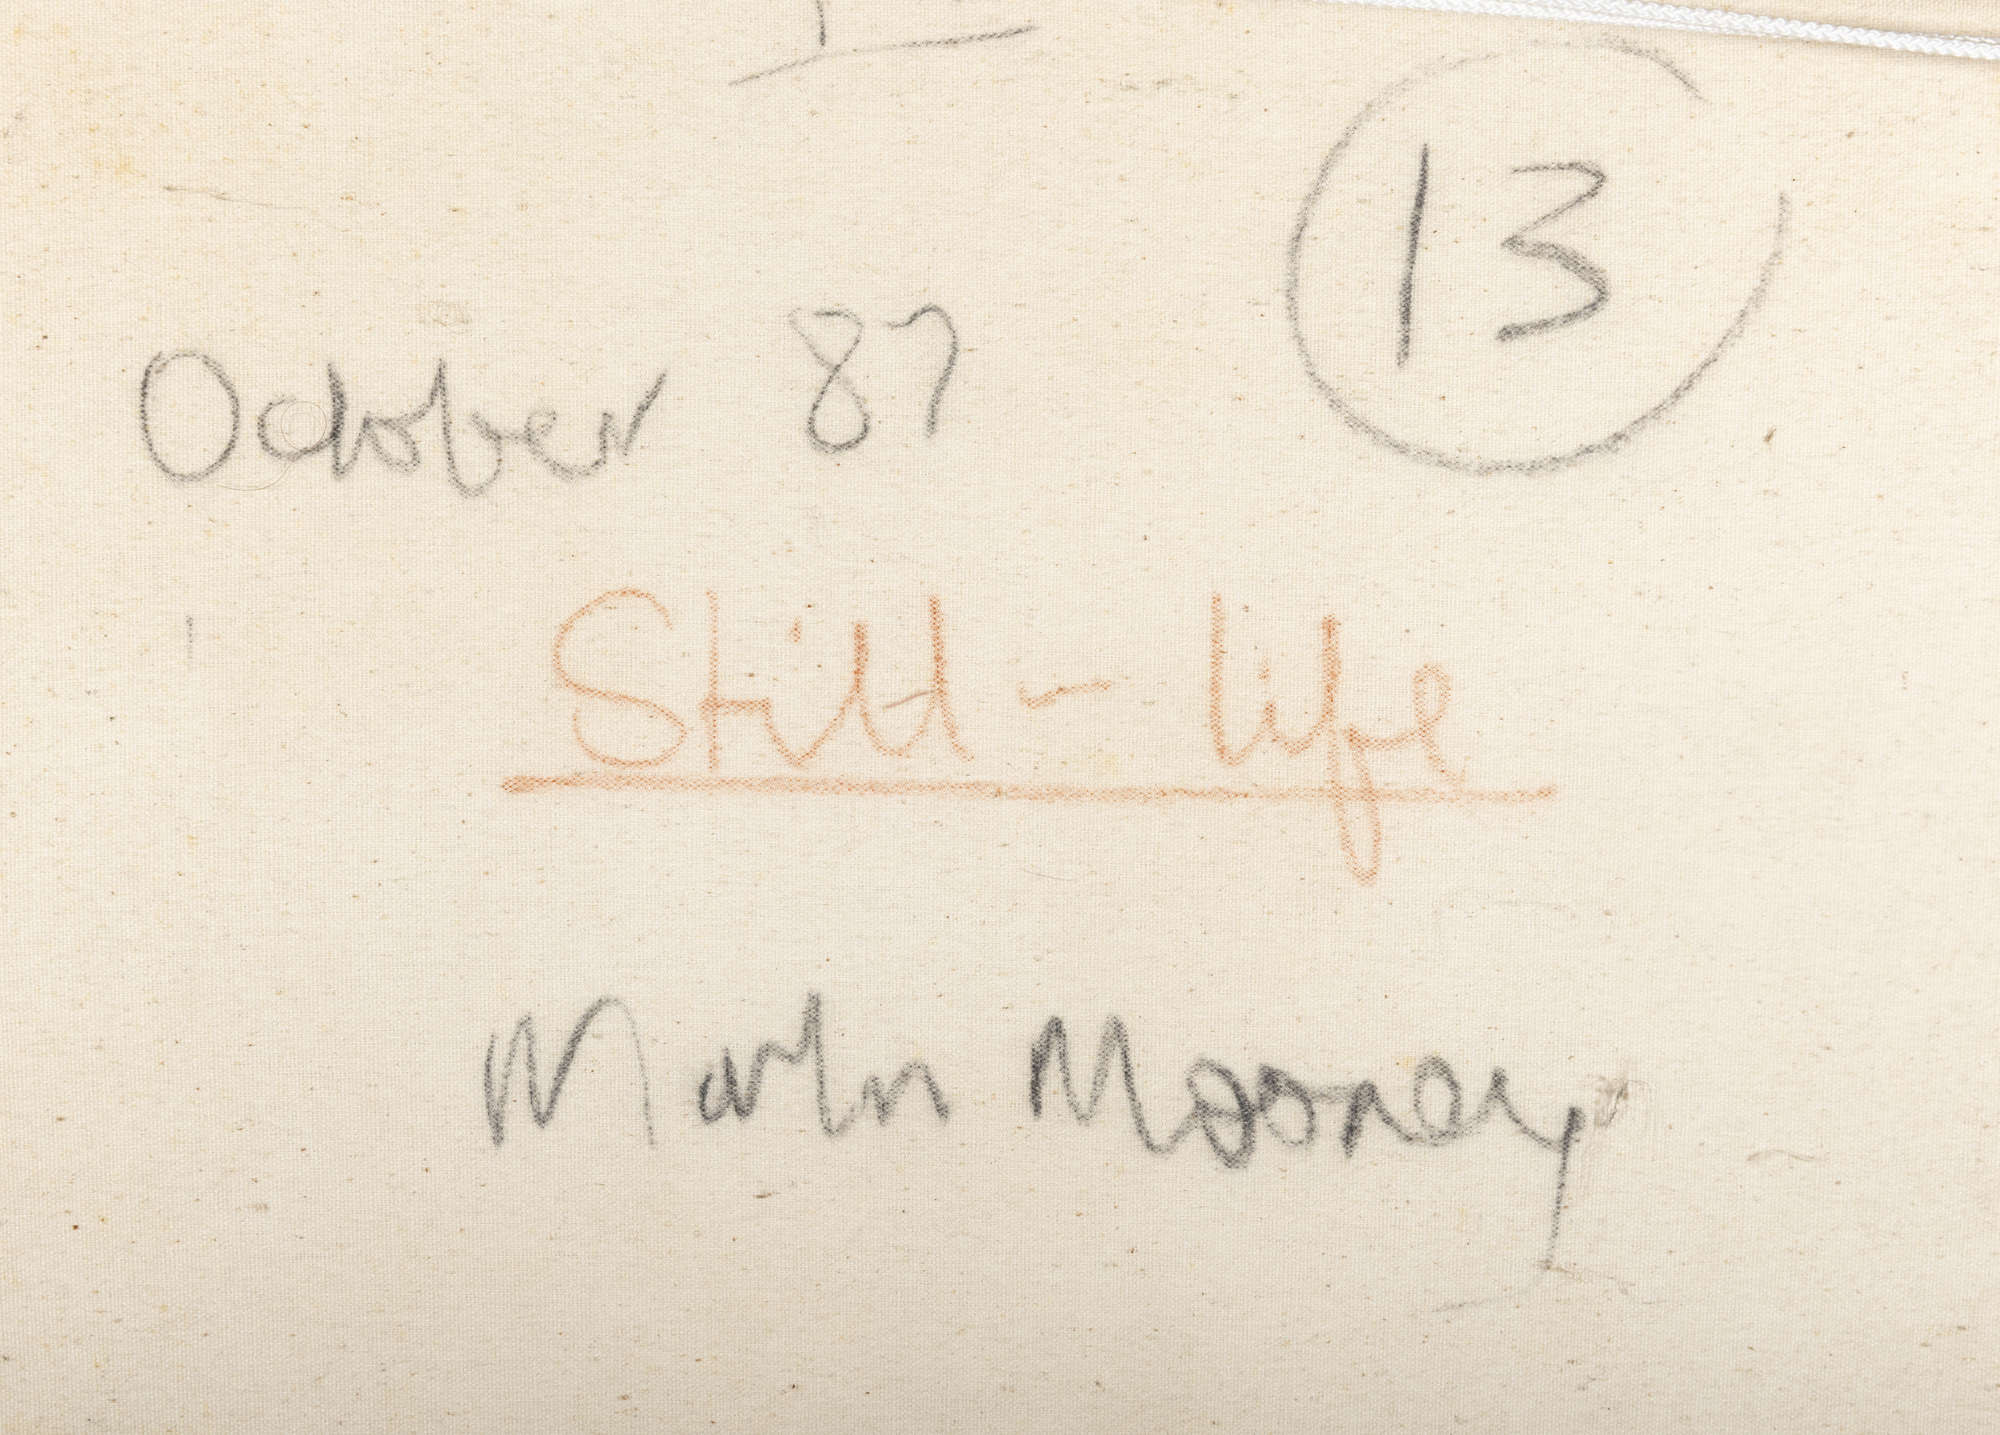 13
October 87
Still - life
Martin Mooney